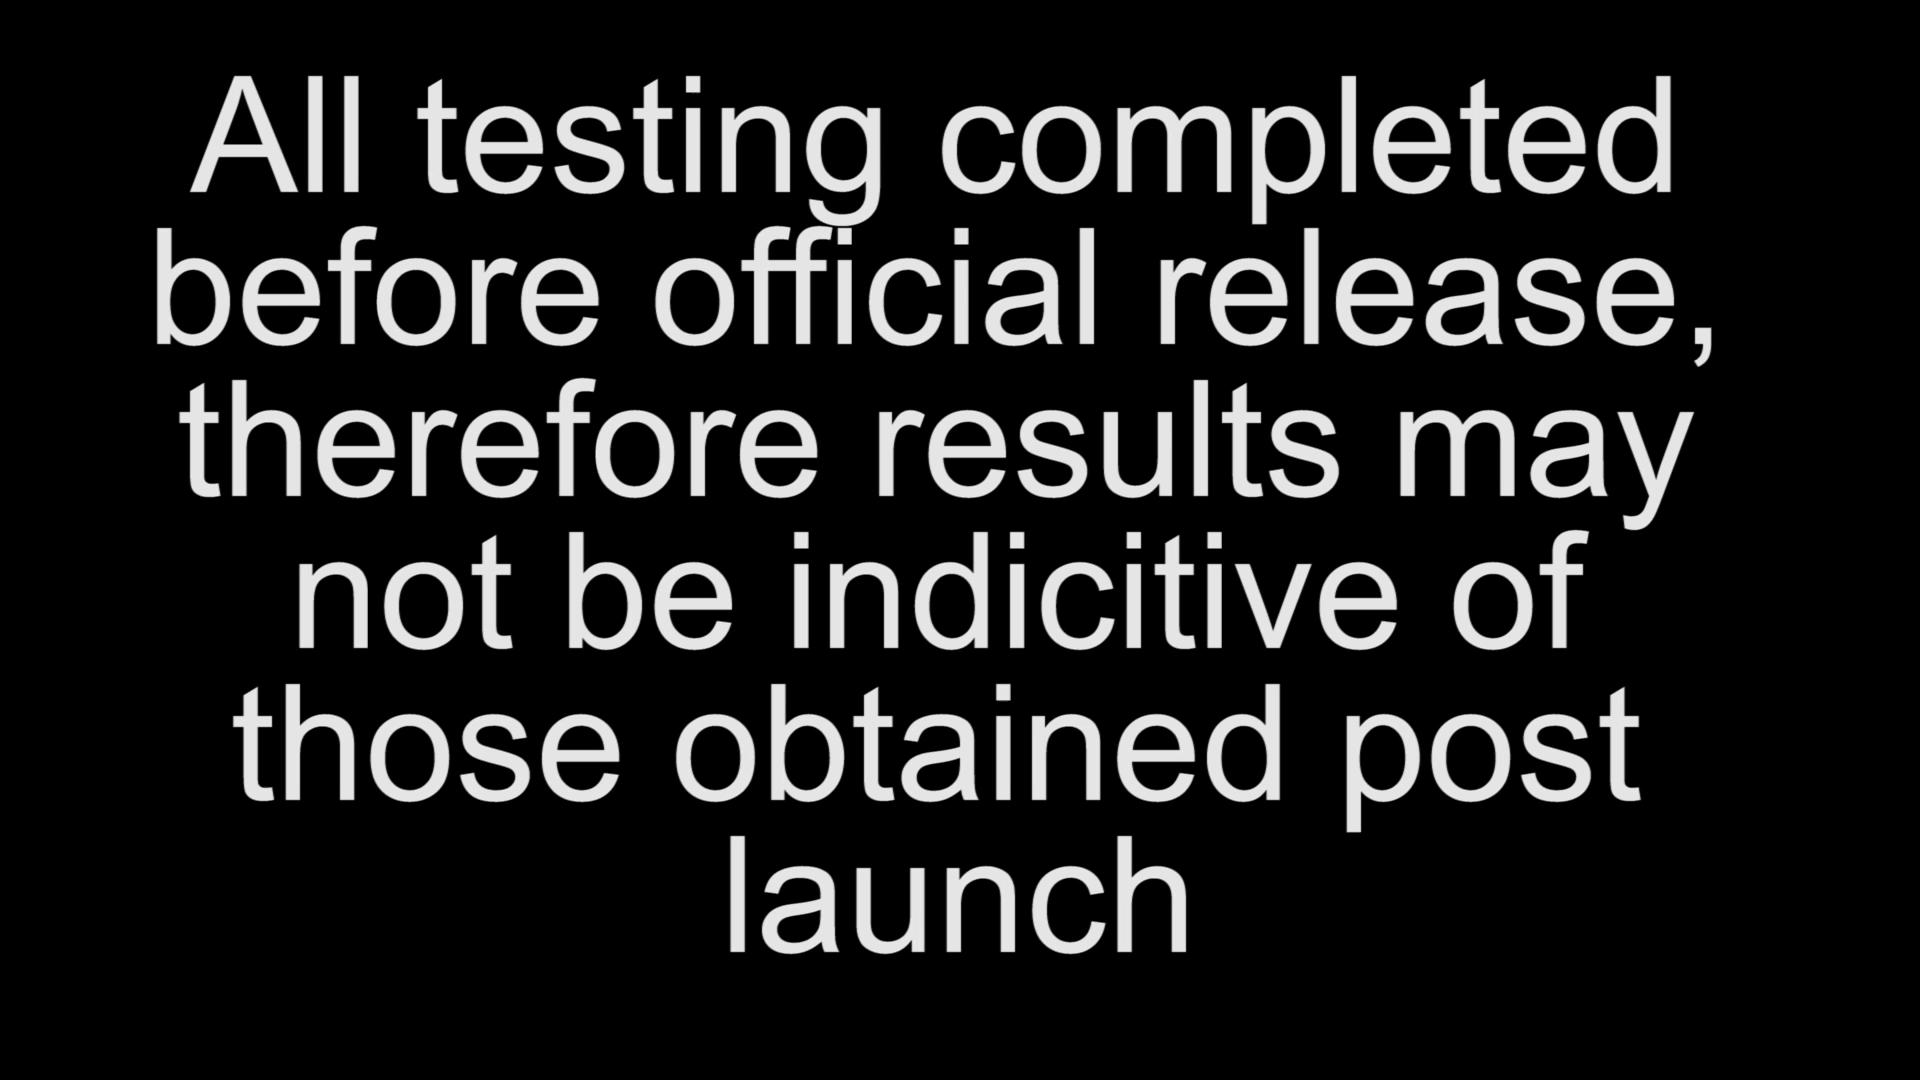 All testing completed
before official release,
therefore results may
not be indicitive of
those obtained post
launch